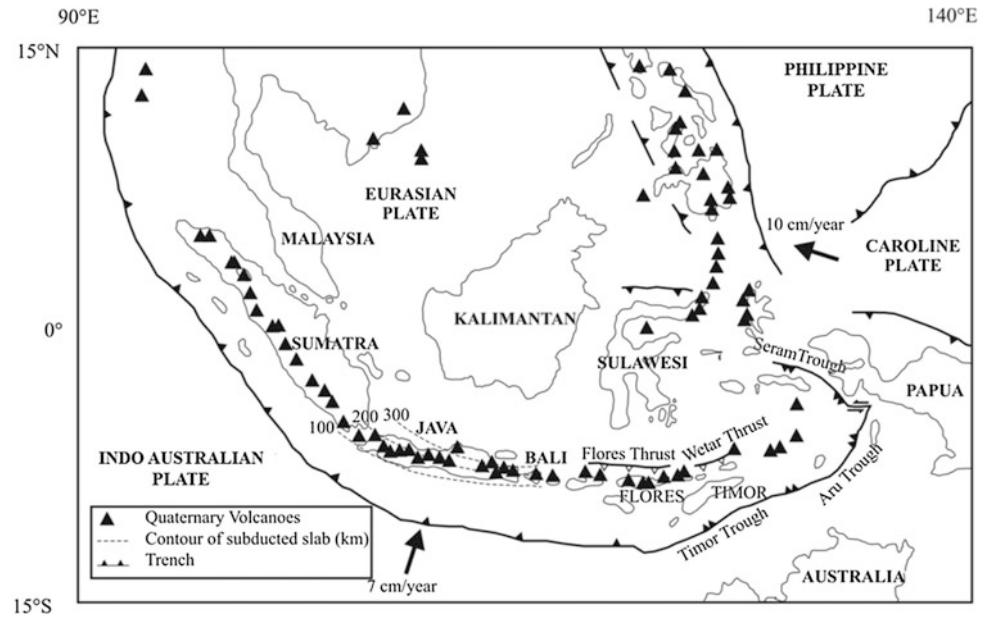 90°E
140°E
15°N
PHILIPPINE
PLATE
EURASIAN
PLATE
10 cm/year
MALAYSIA
CAROLINE
PLATE
0°
KALIMANTAN
SUMATRA
SULAWESI
Seram Trough
PAPUA
100 200 300
JAVA
Flores Thrust
Wetar Thrust
INDO AUSTRALIAN
PLATE
BALI
Aru Trough
FLORES
TIMOR
Timor Trough
Quaternary Volcanoes
Contour of subducted slab (km)
Trench
7 cm/year
AUSTRALIA
15°S